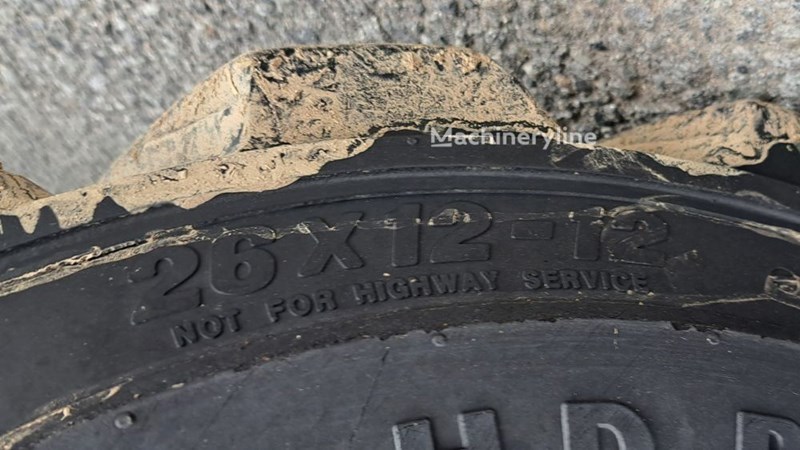 Machineryline
26X12-12
NOT FOR HIGHWAY SERVICE